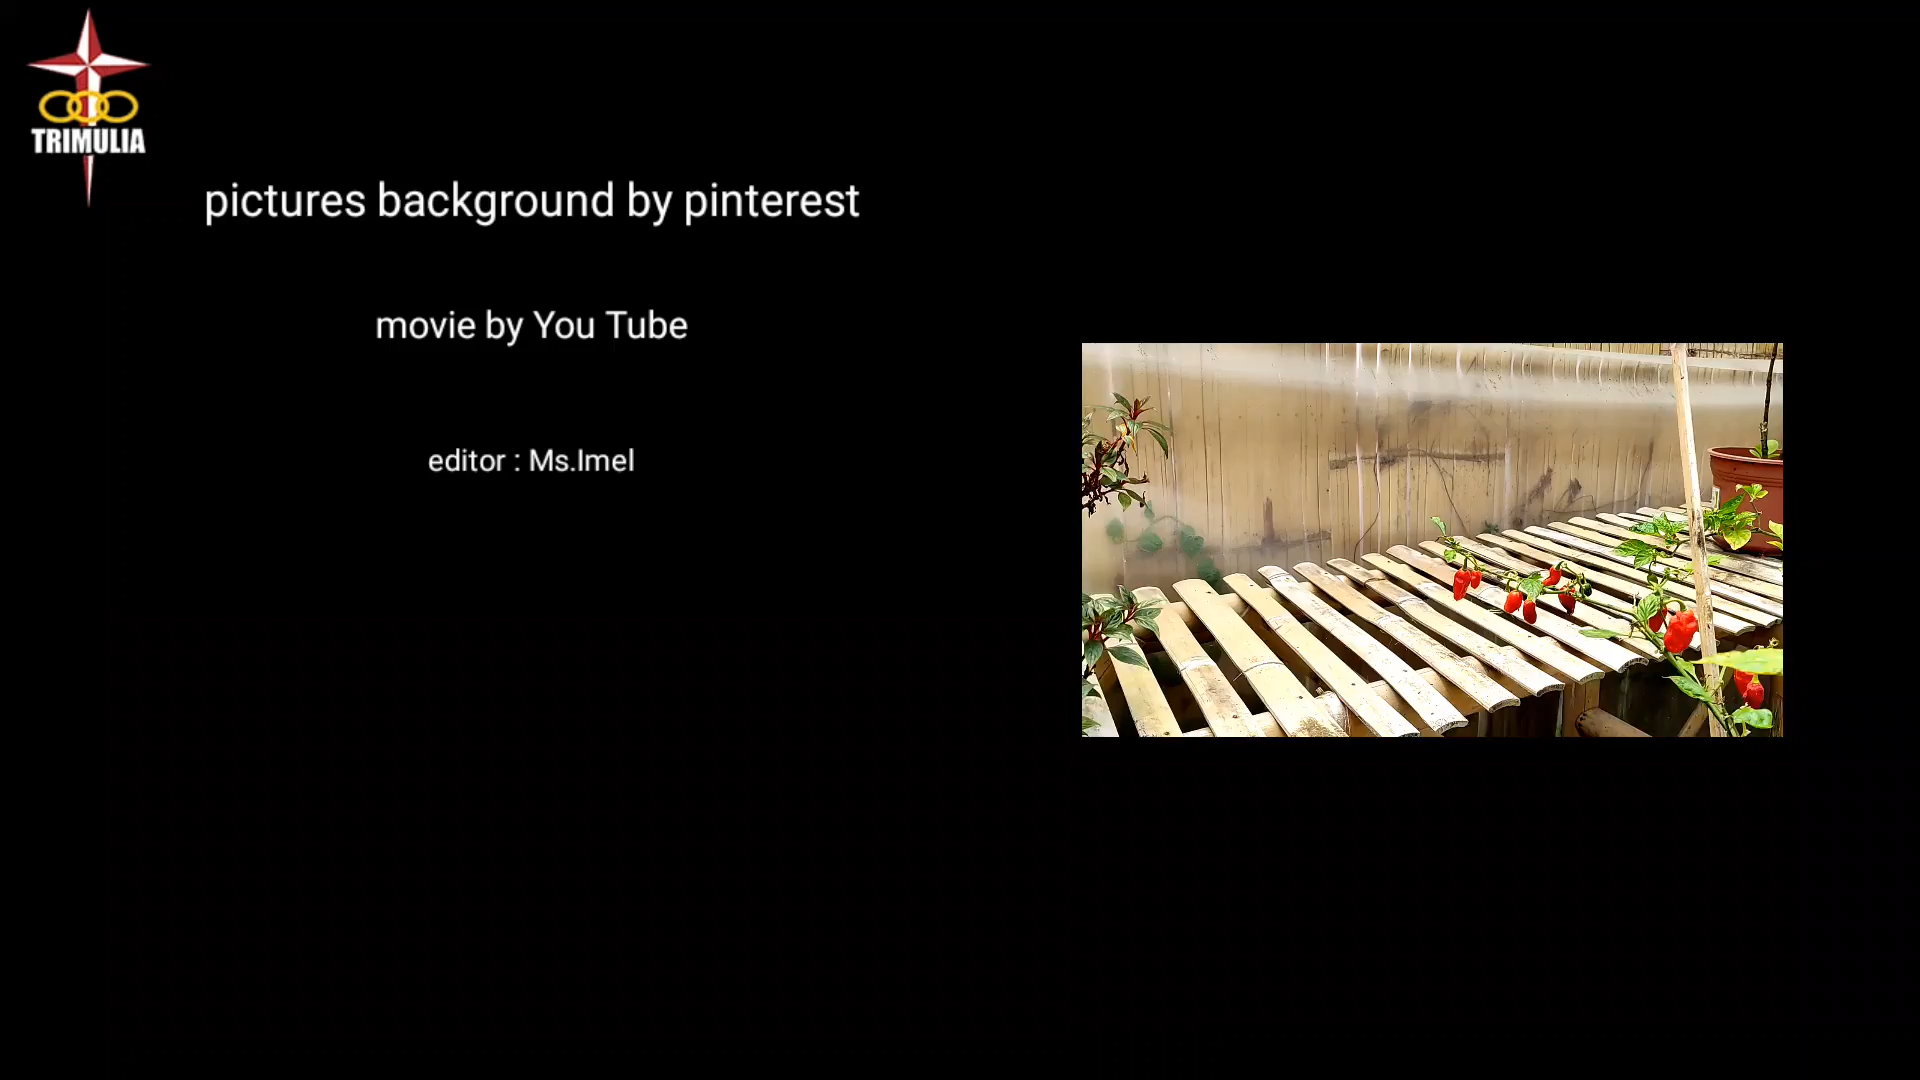 TRIMULIA
pictures background by pinterest
movie by You Tube
editor : Ms.Imel